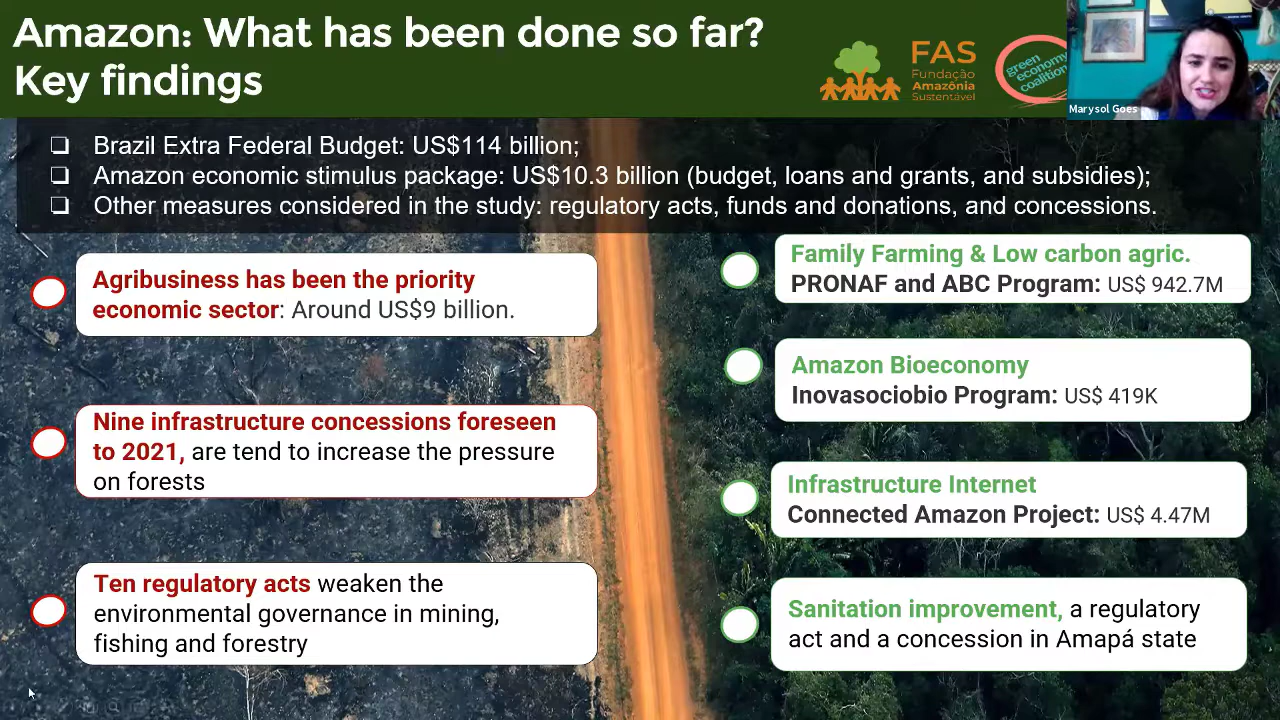 Amazon: What has been done so far?
Key findings
FAS
Fundação
Amazônia
Sustentável
green
economy
coalition
Marysol Goes
Brazil Extra Federal Budget: US$114 billion;
Amazon economic stimulus package: US$10.3 billion (budget, loans and grants, and subsidies);
Other measures considered in the study: regulatory acts, funds and donations, and concessions.
Agribusiness has been the priority
economic sector: Around US$9 billion.
Nine infrastructure concessions foreseen
to 2021, are tend to increase the pressure
on forests
Ten regulatory acts weaken the
environmental governance in mining,
fishing and forestry
Family Farming & Low carbon agric.
PRONAF and ABC Program: US$ 942.7M
Amazon Bioeconomy
Inovasociobio Program: US$ 419K
Infrastructure Internet
Connected Amazon Project: US$ 4.47M
Sanitation improvement, a regulatory
act and a concession in Amapá state